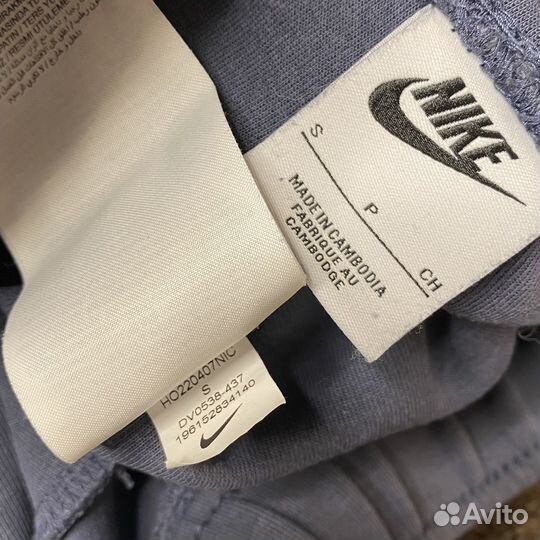 NIKE
S
P
CH
MADE IN CAMBODIA
FABRIQUE AU
CAMBODGE
HO220407NIC
S
DV0538-437
196152834140
Avito